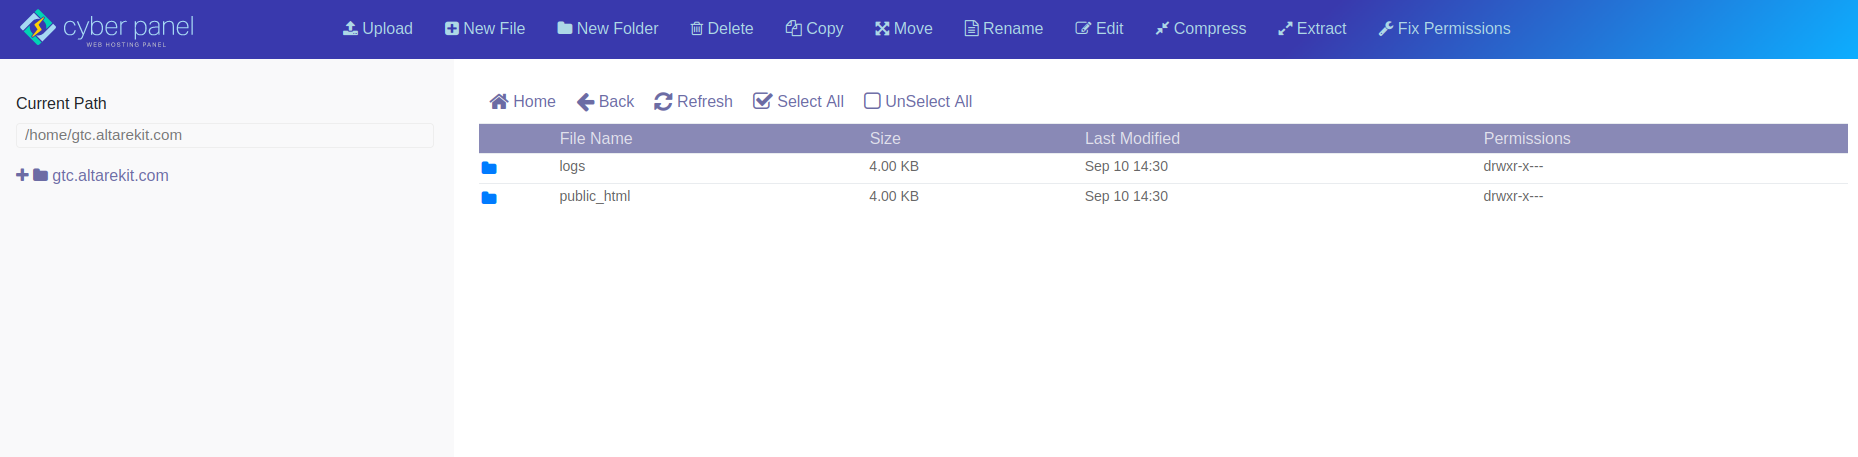 cyber panel
WEB HOSTING PANEL
Upload New File New Folder Delete Copy Move Rename Edit Compress Extract Fix Permissions
Current Path
/home/gtc.altarekit.com
gtc.altarekit.com
Home Back Refresh Select All UnSelect All
File Name Size Last Modified Permissions
logs 4.00 KB Sep 10 14:30 drwxr-x---
public_html 4.00 KB Sep 10 14:30 drwxr-x---